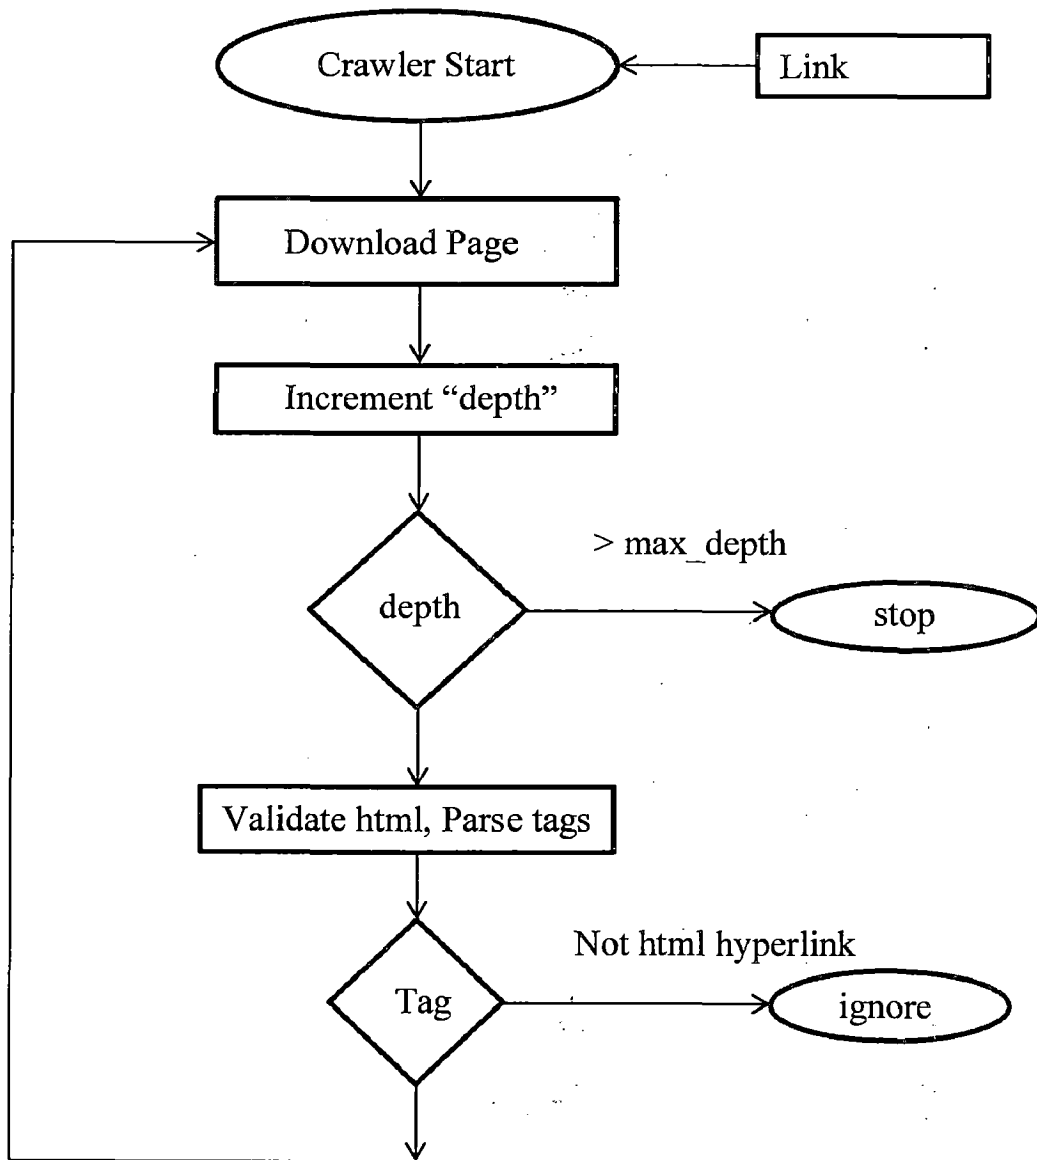 Crawler Start
Link
Download Page
Increment “depth”
> max_depth
depth
stop
Validate html, Parse tags
Not html hyperlink
Tag
ignore